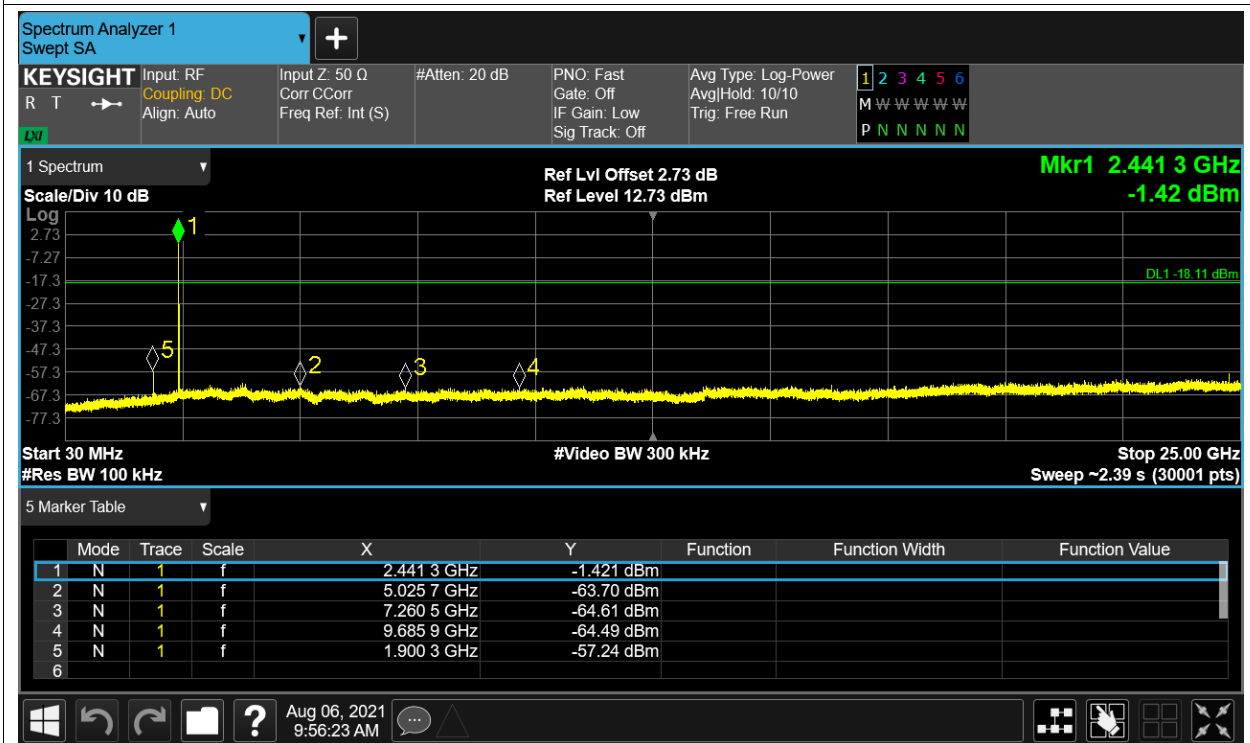 Spectrum Analyzer 1
Swept SA
KEYSIGHT
R T
LXI
Input: RF
Coupling: DC
Align: Auto
Input Z: 50 Ω
Corr CCorr
Freq Ref: Int (S)
#Atten: 20 dB
PNO: Fast
Gate: Off
IF Gain: Low
Sig Track: Off
Avg Type: Log-Power
Avg|Hold: 10/10
Trig: Free Run
1 2 3 4 5 6
M W W W W W
P N N N N N
1 Spectrum
Scale/Div 10 dB
Ref Lvl Offset 2.73 dB
Ref Level 12.73 dBm
Mkr1 2.441 3 GHz
-1.42 dBm
Log
2.73
-7.27
-17.3
-27.3
-37.3
-47.3
-57.3
-67.3
-77.3
1
DL1 -18.11 dBm
5
2
3
4
Start 30 MHz
#Video BW 300 kHz
Stop 25.00 GHz
#Res BW 100 kHz
Sweep ~2.39 s (30001 pts)
5 Marker Table
Mode Trace Scale X Y Function Function Width Function Value
1 N 1 f 2.441 3 GHz -1.421 dBm
2 N 1 f 5.025 7 GHz -63.70 dBm
3 N 1 f 7.260 5 GHz -64.61 dBm
4 N 1 f 9.685 9 GHz -64.49 dBm
5 N 1 f 1.900 3 GHz -57.24 dBm
6
?
Aug 06, 2021
9:56:23 AM